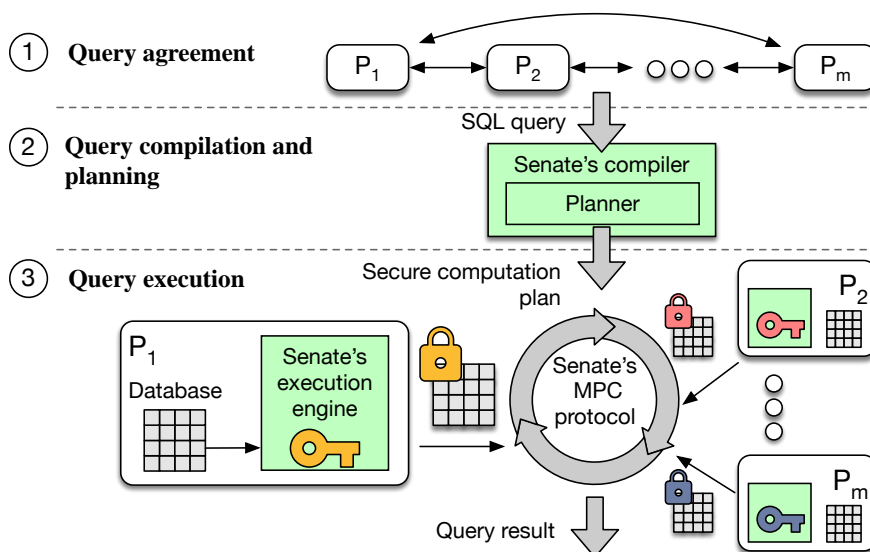 1 Query agreement
P1 P2 Pm
SQL query
2 Query compilation and
planning
Senate's compiler
Planner
3 Query execution
Secure computation
plan
P1
Database
Senate's
execution
engine
Senate's
MPC
protocol
P2
Pm
Query result